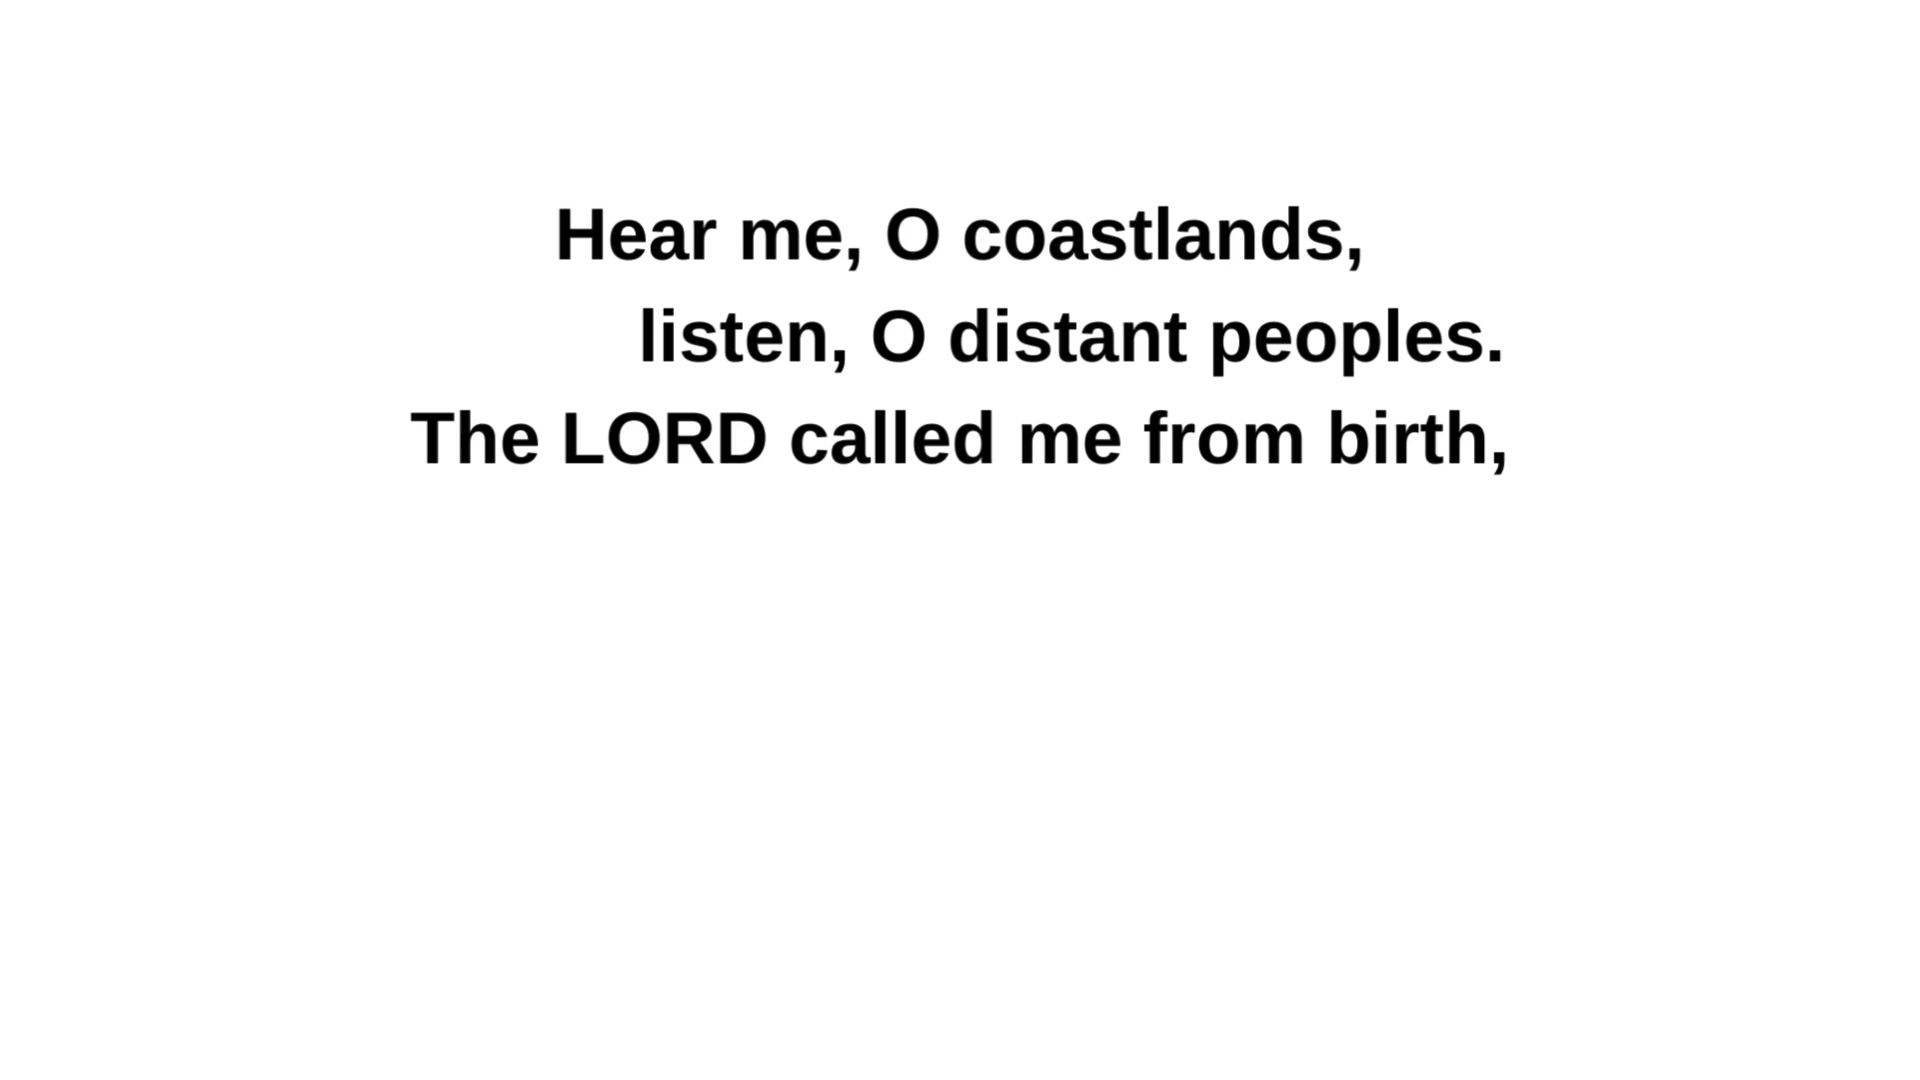 Hear me, O coastlands,
listen, O distant peoples.
The LORD called me from birth,